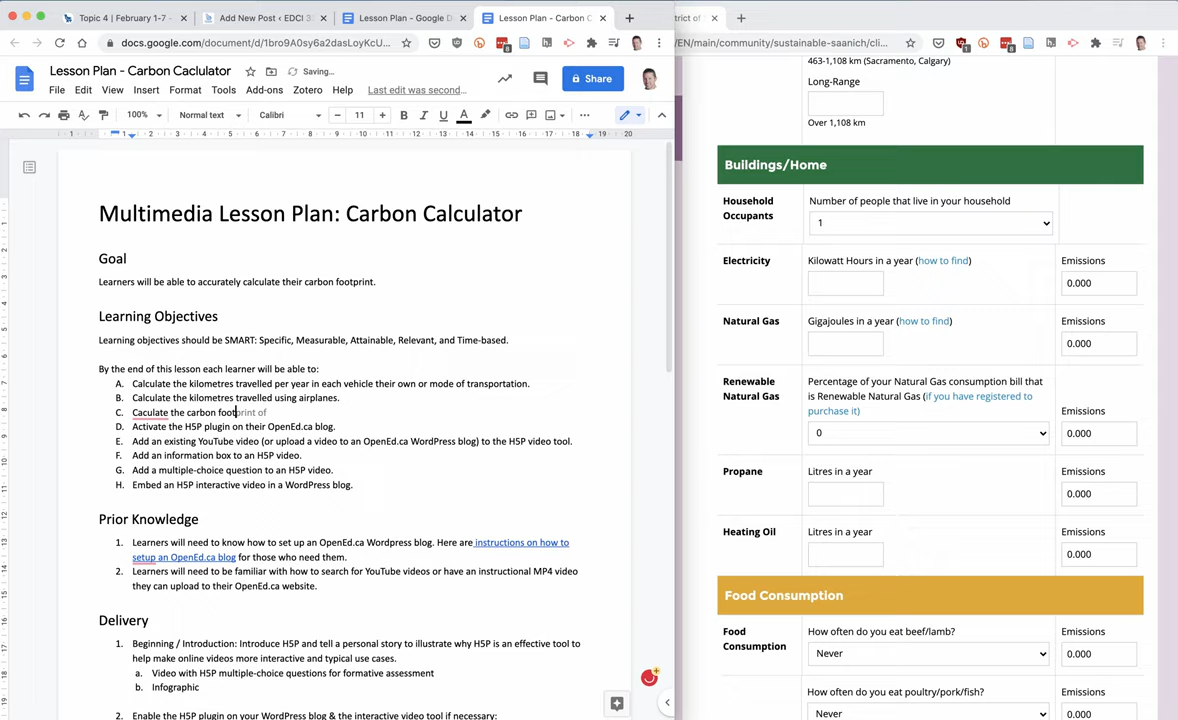 Topic 4 | February 1-7 -
Add New Post ‹ EDCI 3
Lesson Plan - Google D
Lesson Plan - Carbon C
trict of
docs.google.com/document/d/1bro9A0sy6a2dasLoyKcU...
/EN/main/community/sustainable-saanich/cli...
Lesson Plan - Carbon Caclulator
Saving...
File Edit View Insert Format Tools Add-ons Zotero Help Last edit was second...
Share
100% Normal text Calibri 11
Multimedia Lesson Plan: Carbon Calculator
Goal
Learners will be able to accurately calculate their carbon footprint.
Learning Objectives
Learning objectives should be SMART: Specific, Measurable, Attainable, Relevant, and Time-based.
By the end of this lesson each learner will be able to:
A. Calculate the kilometres travelled per year in each vehicle their own or mode of transportation.
B. Calculate the kilometres travelled using airplanes.
C. Caculate the carbon footprint of
D. Activate the H5P plugin on their OpenEd.ca blog.
E. Add an existing YouTube video (or upload a video to an OpenEd.ca WordPress blog) to the H5P video tool.
F. Add an information box to an H5P video.
G. Add a multiple-choice question to an H5P video.
H. Embed an H5P interactive video in a WordPress blog.
Prior Knowledge
1. Learners will need to know how to set up an OpenEd.ca Wordpress blog. Here are instructions on how to
setup an OpenEd.ca blog for those who need them.
2. Learners will need to be familiar with how to search for YouTube videos or have an instructional MP4 video
they can upload to their OpenEd.ca website.
Delivery
1. Beginning / Introduction: Introduce H5P and tell a personal story to illustrate why H5P is an effective tool to
help make online videos more interactive and typical use cases.
a. Video with H5P multiple-choice questions for formative assessment
b. Infographic
2. Enable the H5P plugin on your WordPress blog & the interactive video tool if necessary:
463-1,108 km (Sacramento, Calgary)
Long-Range
Over 1,108 km
Buildings/Home
Household
Occupants
Number of people that live in your household
1
Electricity
Kilowatt Hours in a year (how to find)
Emissions
0.000
Natural Gas
Gigajoules in a year (how to find)
Emissions
0.000
Renewable
Natural Gas
Percentage of your Natural Gas consumption bill that
is Renewable Natural Gas (if you have registered to
purchase it)
0
Emissions
0.000
Propane
Litres in a year
Emissions
0.000
Heating Oil
Litres in a year
Emissions
0.000
Food Consumption
Food
Consumption
How often do you eat beef/lamb?
Never
Emissions
0.000
How often do you eat poultry/pork/fish?
Never
Emissions
0.000